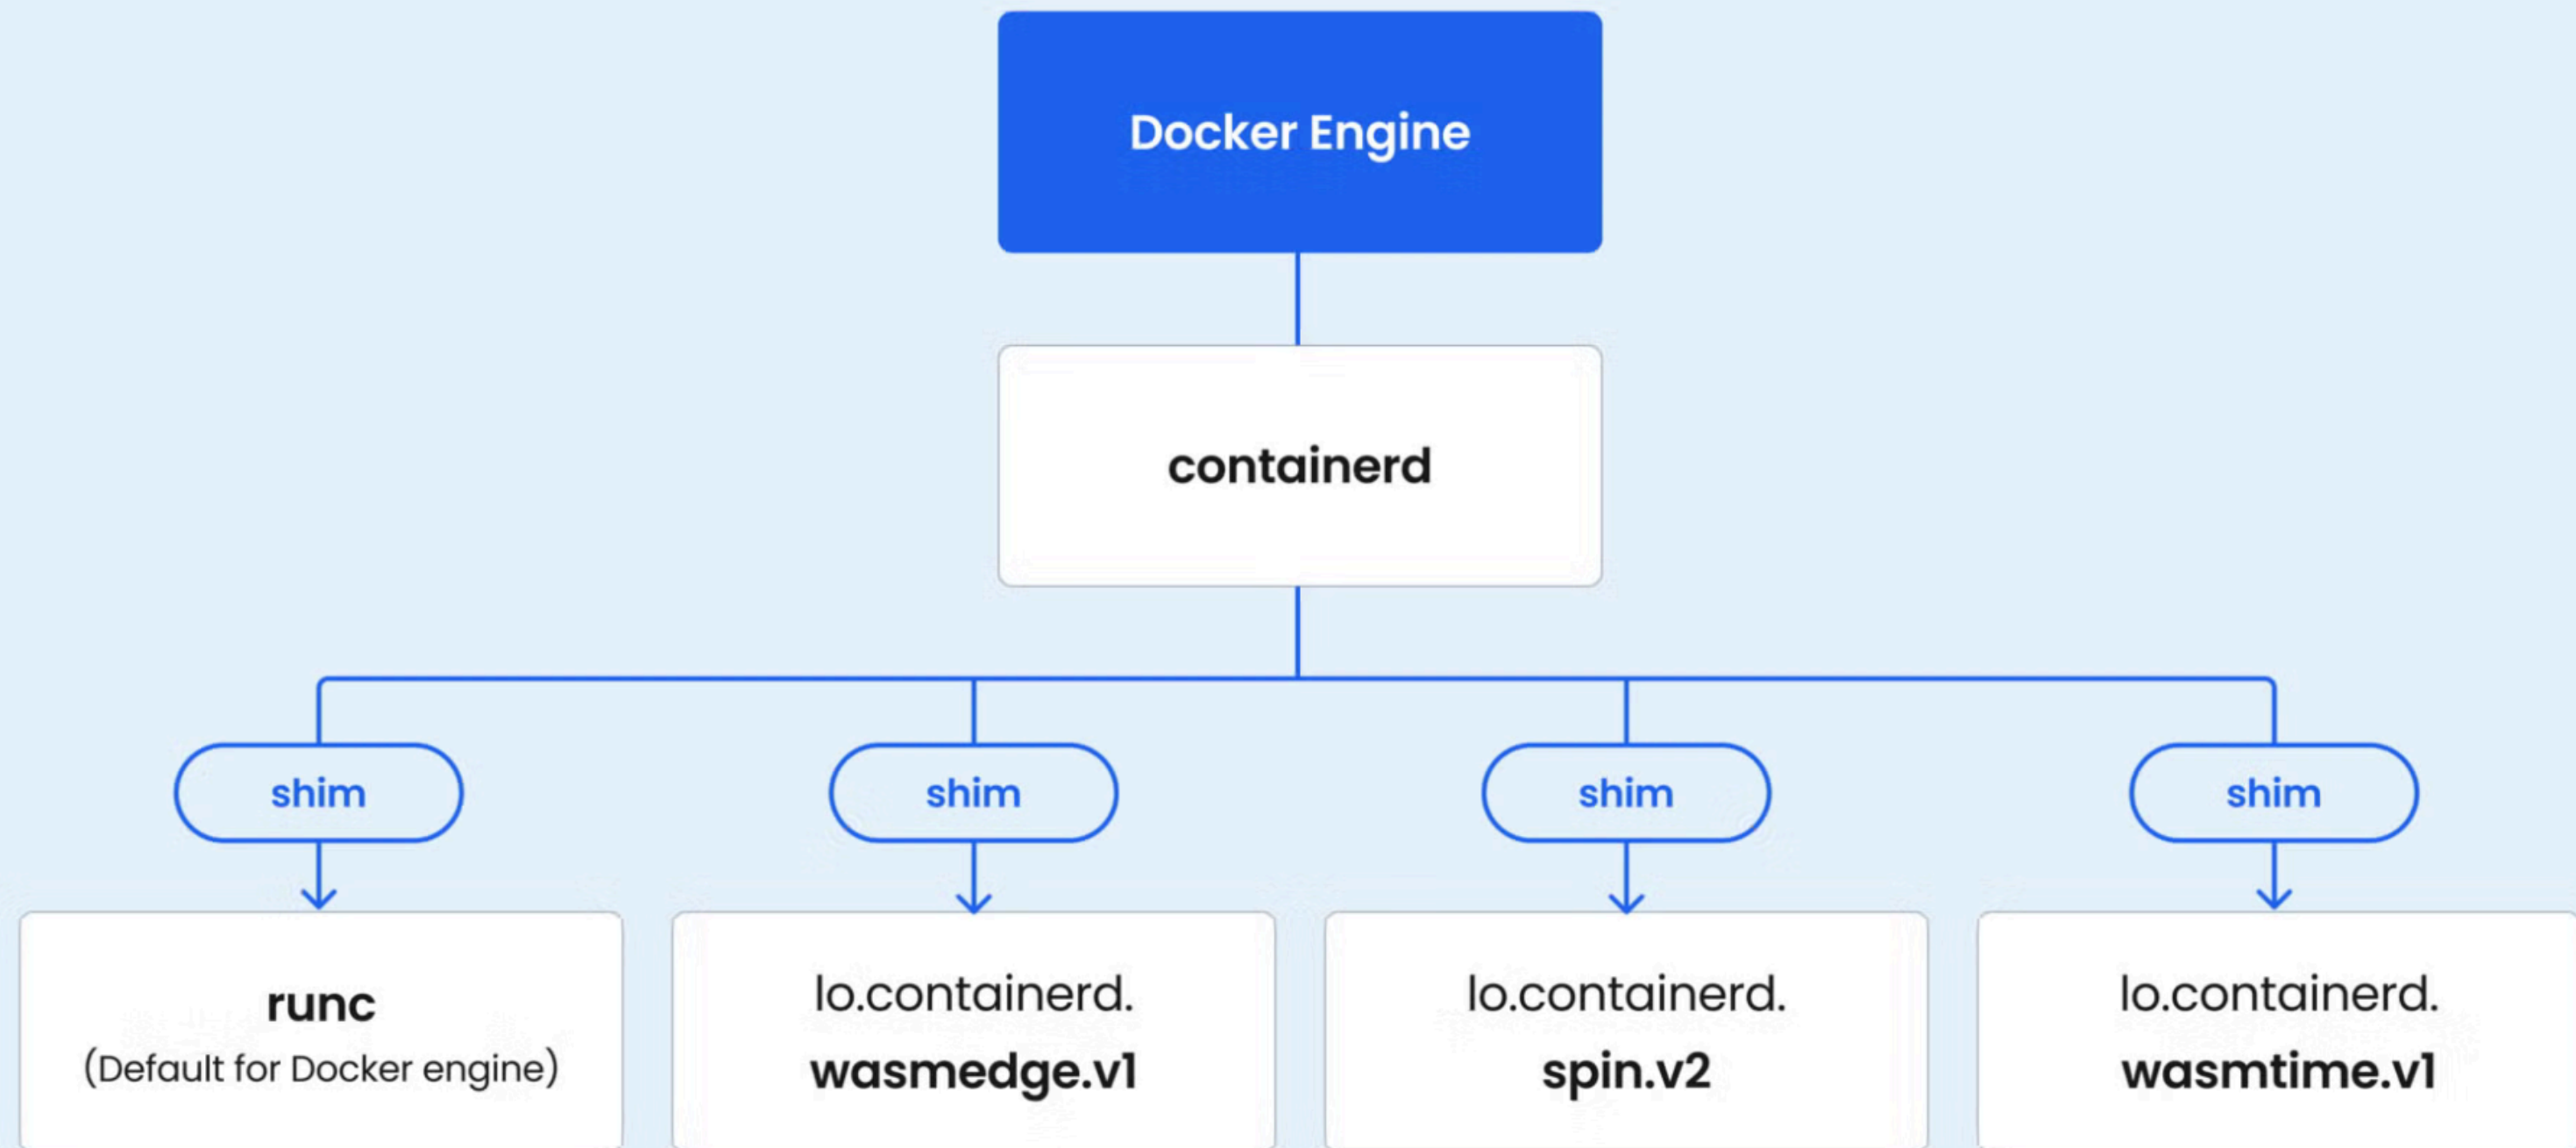 Docker Engine
containerd
shim
shim
shim
shim
runc
(Default for Docker engine)
lo.containerd.
wasmedge.v1
lo.containerd.
spin.v2
lo.containerd.
wasmtime.v1